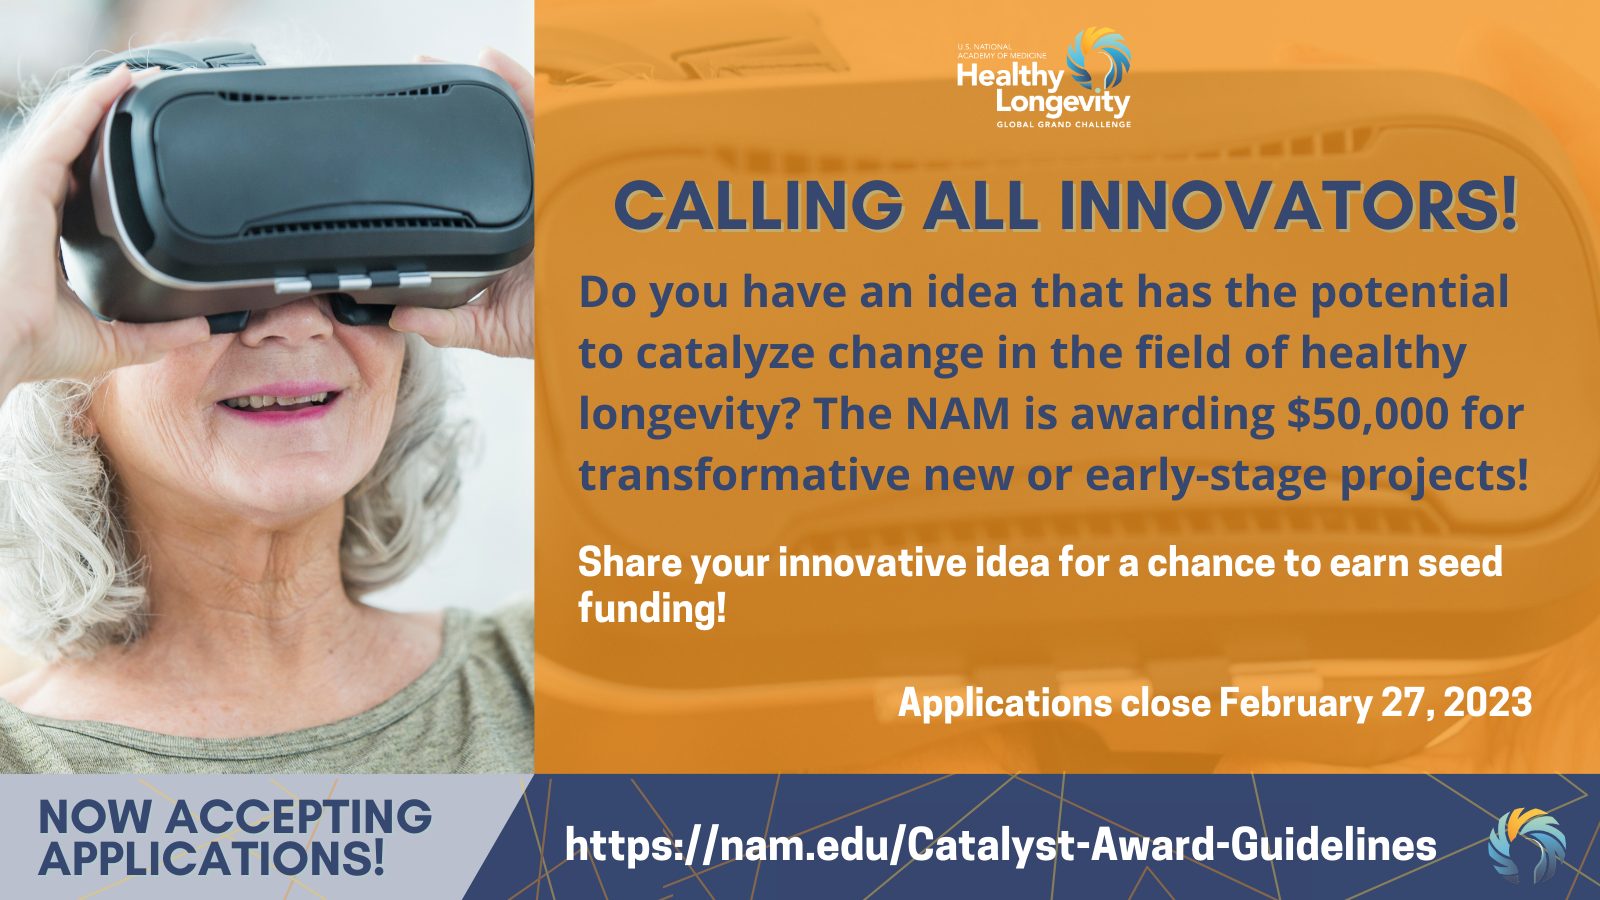 U.S. NATIONAL
ACADEMY OF MEDICINE
Healthy
Longevity
GLOBAL GRAND CHALLENGE
CALLING ALL INNOVATORS!
Do you have an idea that has the potential
to catalyze change in the field of healthy
longevity? The NAM is awarding $50,000 for
transformative new or early-stage projects!
Share your innovative idea for a chance to earn seed
funding!
Applications close February 27, 2023
NOW ACCEPTING
APPLICATIONS!
https://nam.edu/Catalyst-Award-Guidelines